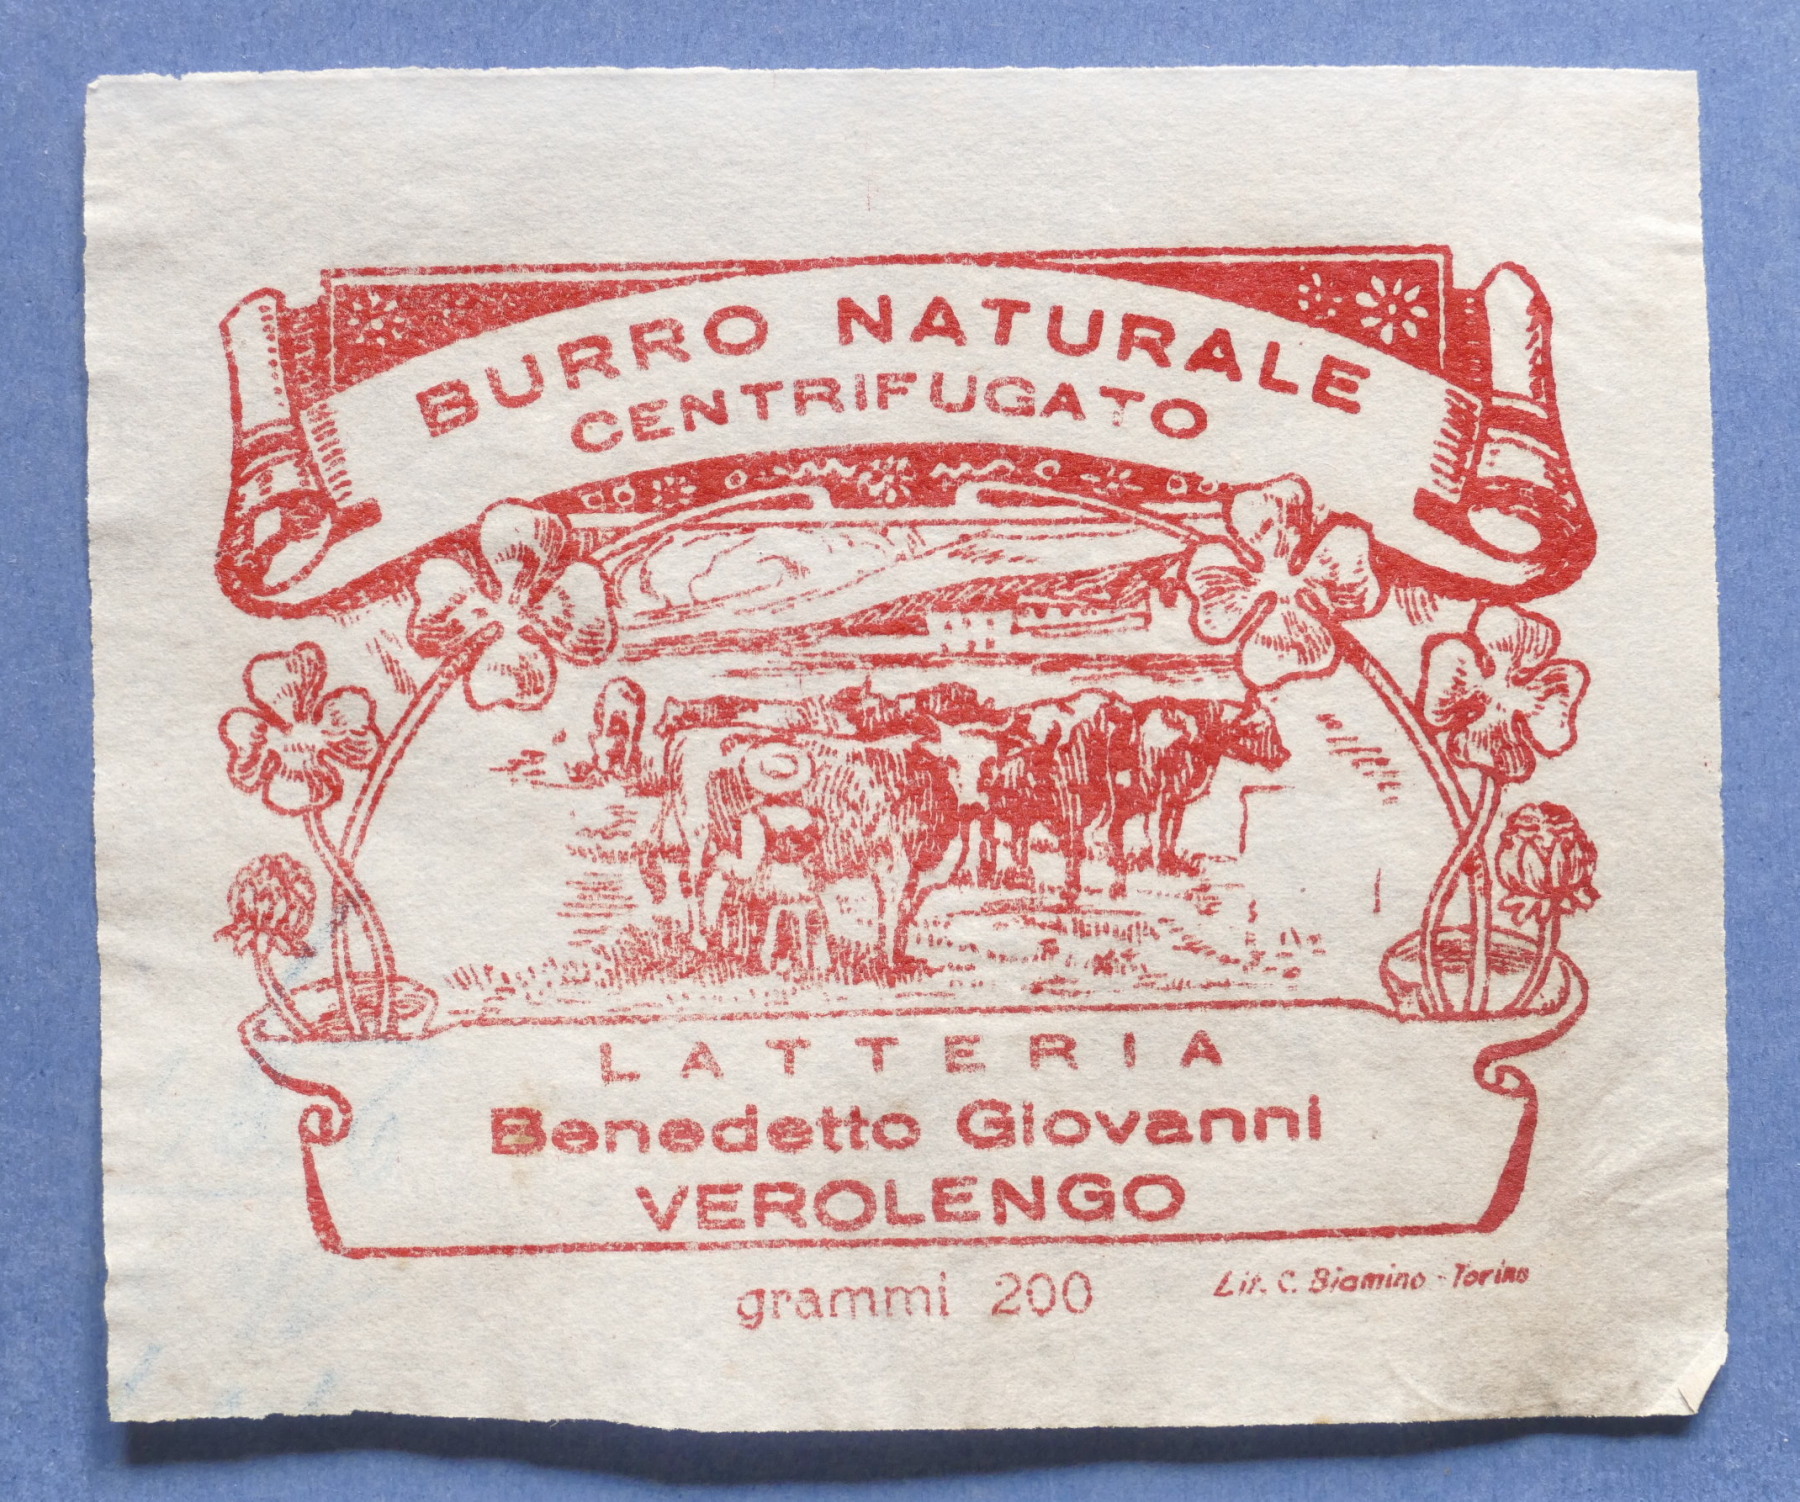 BURRO NATURALE
CENTRIFUGATO
LATTERIA
Benedetto Giovanni
VEROLENGO
grammi 200
Lit. C. Biamino - Torino